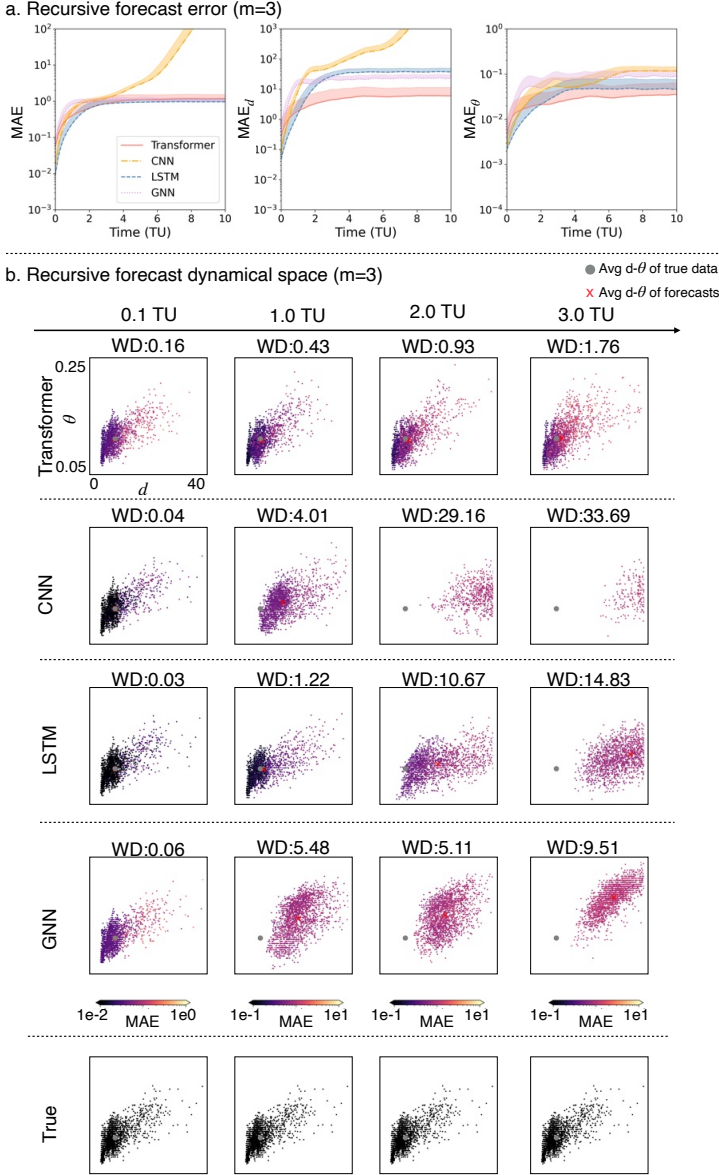 a. Recursive forecast error (m=3)
MAE
10²
10¹
10⁰
10⁻¹
10⁻²
10⁻³
0 2 4 6 8 10
Time (TU)
Transformer
CNN
LSTM
GNN
MAE_d
10³
10²
10¹
10⁰
10⁻¹
10⁻²
10⁻³
0 2 4 6 8 10
Time (TU)
MAE_θ
10⁰
10⁻¹
10⁻²
10⁻³
10⁻⁴
0 2 4 6 8 10
Time (TU)
b. Recursive forecast dynamical space (m=3)
Avg d-θ of true data
x Avg d-θ of forecasts
0.1 TU 1.0 TU 2.0 TU 3.0 TU
WD:0.16 WD:0.43 WD:0.93 WD:1.76
Transformer
0.25
θ
0.05
0 d 40
WD:0.04 WD:4.01 WD:29.16 WD:33.69
CNN
WD:0.03 WD:1.22 WD:10.67 WD:14.83
LSTM
WD:0.06 WD:5.48 WD:5.11 WD:9.51
GNN
1e-2 1e0 1e-1 1e1 1e-1 1e1 1e-1 1e1
MAE MAE MAE MAE
True